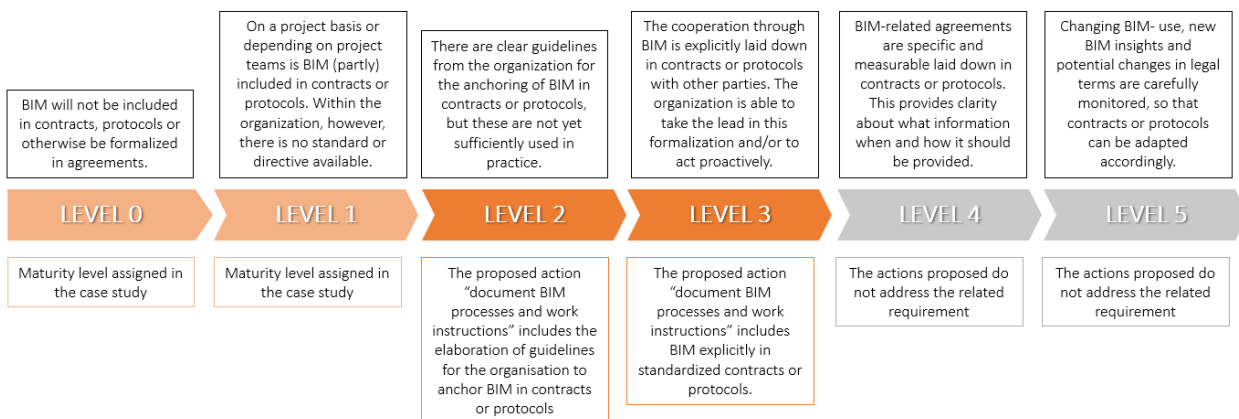 BIM will not be included
in contracts, protocols or
otherwise be formalized
in agreements.
On a project basis or
depending on project
teams is BIM (partly)
included in contracts or
protocols. Within the
organization, however,
there is no standard or
directive available.
There are clear guidelines
from the organization for
the anchoring of BIM in
contracts or protocols,
but these are not yet
sufficiently used in
practice.
The cooperation through
BIM is explicitly laid down
in contracts or protocols
with other parties. The
organization is able to
take the lead in this
formalization and/or to
act proactively.
BIM-related agreements
are specific and
measurable laid down in
contracts or protocols.
This provides clarity
about what information
when and how it should
be provided.
Changing BIM- use, new
BIM insights and
potential changes in legal
terms are carefully
monitored, so that
contracts or protocols
can be adapted
accordingly.
LEVEL 0
LEVEL 1
LEVEL 2
LEVEL 3
LEVEL 4
LEVEL 5
Maturity level assigned in
the case study
Maturity level assigned in
the case study
The proposed action
“document BIM
processes and work
instructions” includes the
elaboration of guidelines
for the organisation to
anchor BIM in contracts
or protocols
The proposed action
“document BIM
processes and work
instructions” includes
BIM explicitly in
standardized contracts or
protocols.
The actions proposed do
not address the related
requirement
The actions proposed do
not address the related
requirement